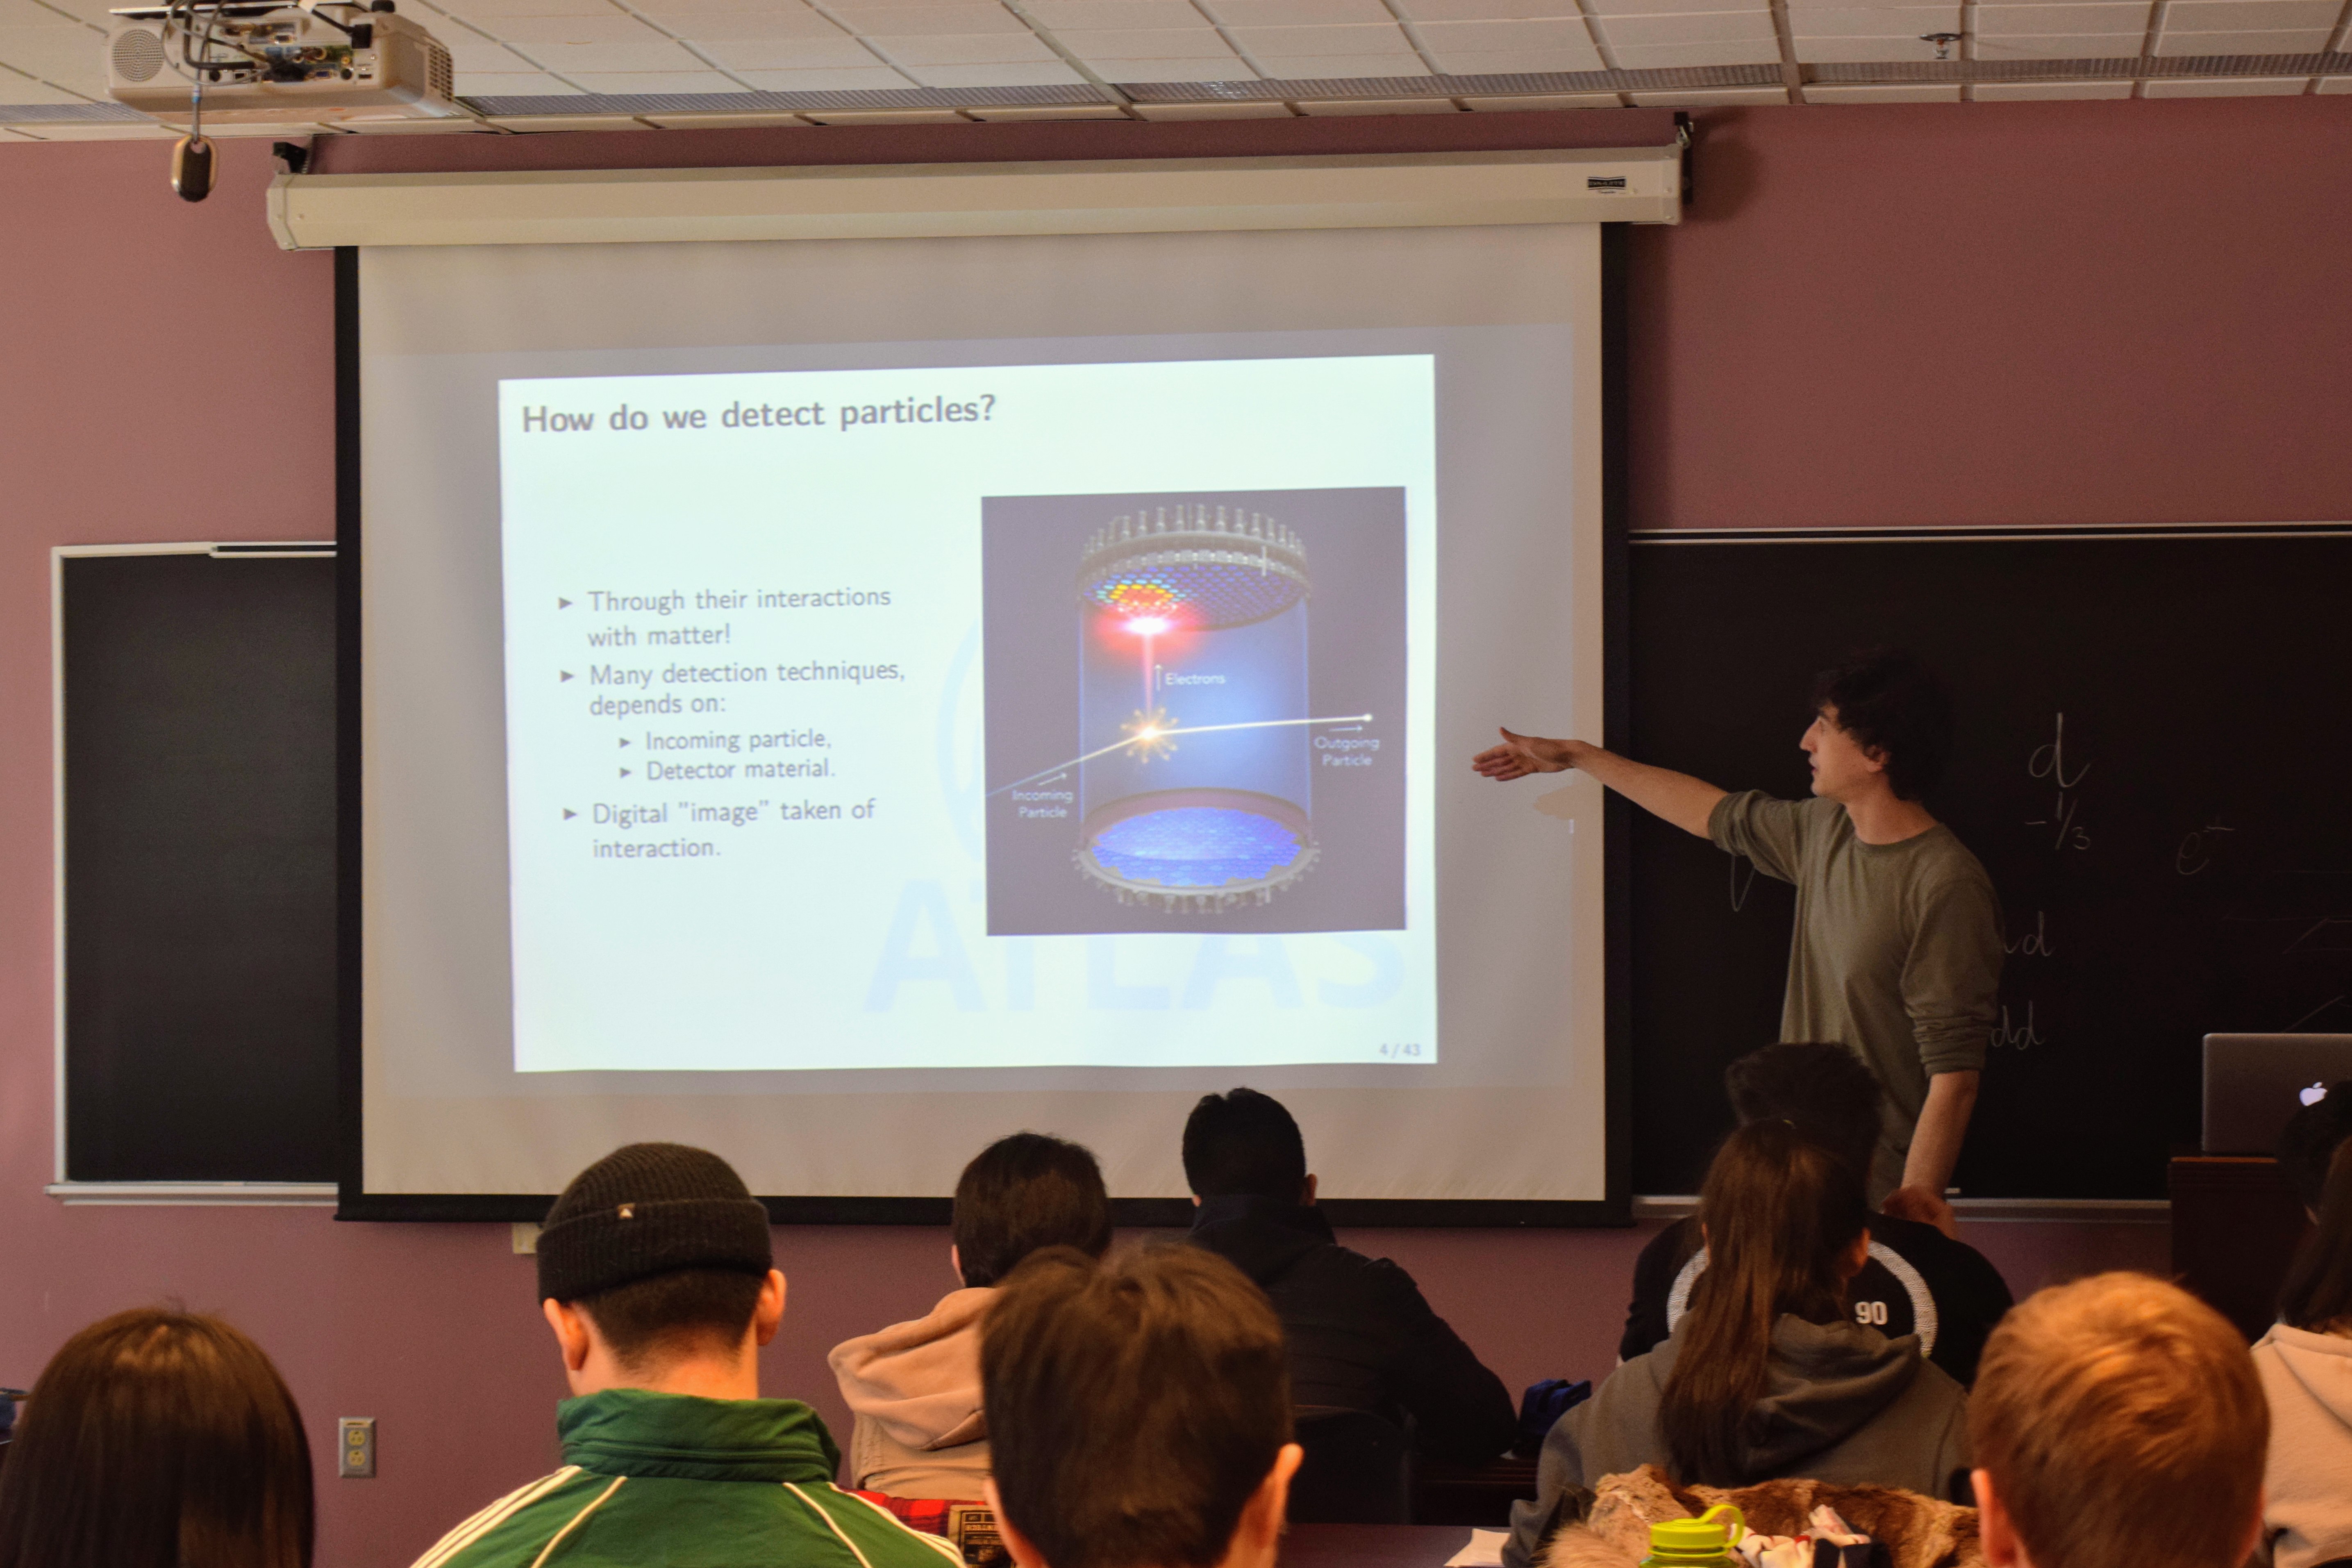 How do we detect particles?
► Through their interactions
with matter!
► Many detection techniques,
depends on:
► Incoming particle,
► Detector material.
► Digital "image" taken of
interaction.
Electrons
Outgoing
Particle
Incoming
Particle
ATLAS
4 / 43
d
-1/3
e
dd
90